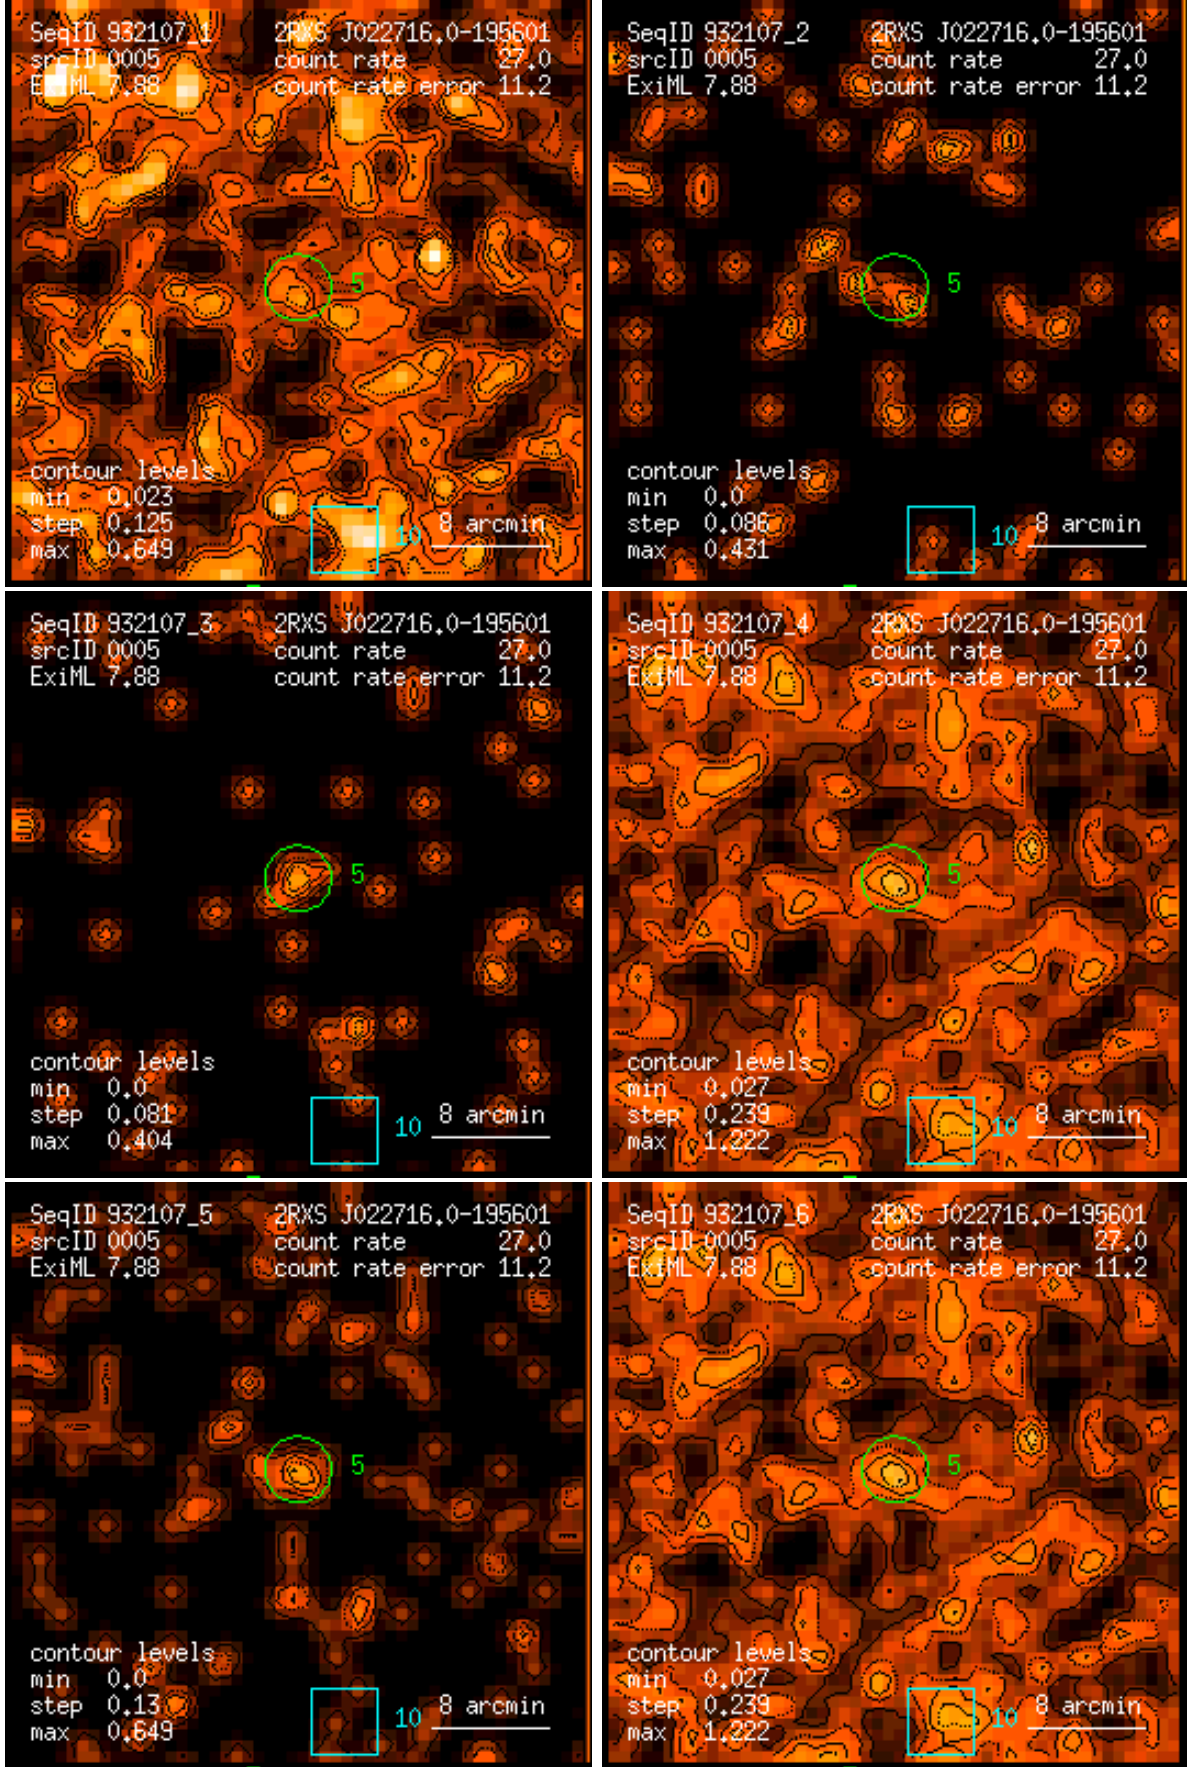 SeqID 932107_1 2RXS J022716.0-195601
srcID 0005 count rate 27.0
ExiML 7.88 count rate error 11.2
5
contour levels
min 0.023
step 0.125
max 0.649
10 8 arcmin
SeqID 932107_2 2RXS J022716.0-195601
srcID 0005 count rate 27.0
ExiML 7.88 count rate error 11.2
5
contour levels
min 0.0
step 0.086
max 0.431
10 8 arcmin
SeqID 932107_3 2RXS J022716.0-195601
srcID 0005 count rate 27.0
ExiML 7.88 count rate error 11.2
5
contour levels
min 0.0
step 0.081
max 0.404
10 8 arcmin
SeqID 932107_4 2RXS J022716.0-195601
srcID 0005 count rate 27.0
ExiML 7.88 count rate error 11.2
5
contour levels
min 0.027
step 0.239
max 1.222
10 8 arcmin
SeqID 932107_5 2RXS J022716.0-195601
srcID 0005 count rate 27.0
ExiML 7.88 count rate error 11.2
5
contour levels
min 0.0
step 0.13
max 0.649
10 8 arcmin
SeqID 932107_6 2RXS J022716.0-195601
srcID 0005 count rate 27.0
ExiML 7.88 count rate error 11.2
5
contour levels
min 0.027
step 0.239
max 1.222
10 8 arcmin